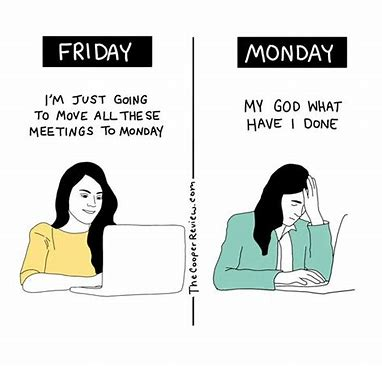 FRIDAY
I'M JUST GOING
TO MOVE ALL THESE
MEETINGS TO MONDAY
MONDAY
MY GOD WHAT
HAVE I DONE
TheCooperReview.com